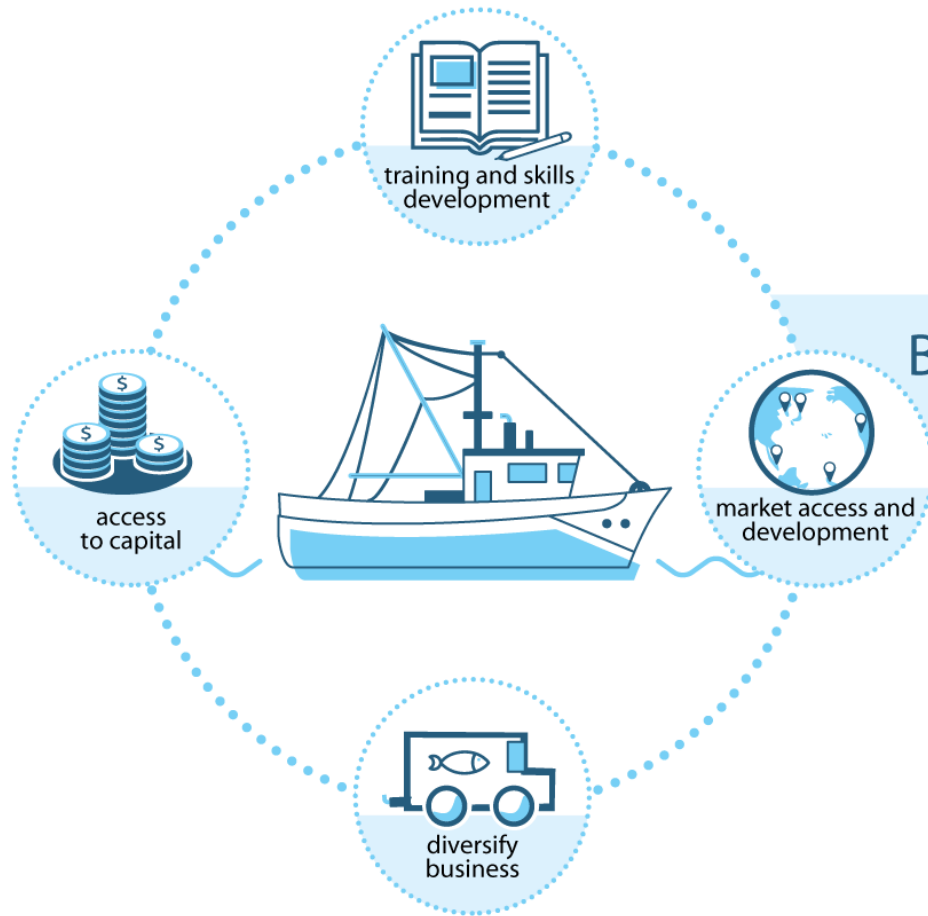 training and skills
development
B
$
$
$
access
to capital
market access and
development
diversify
business